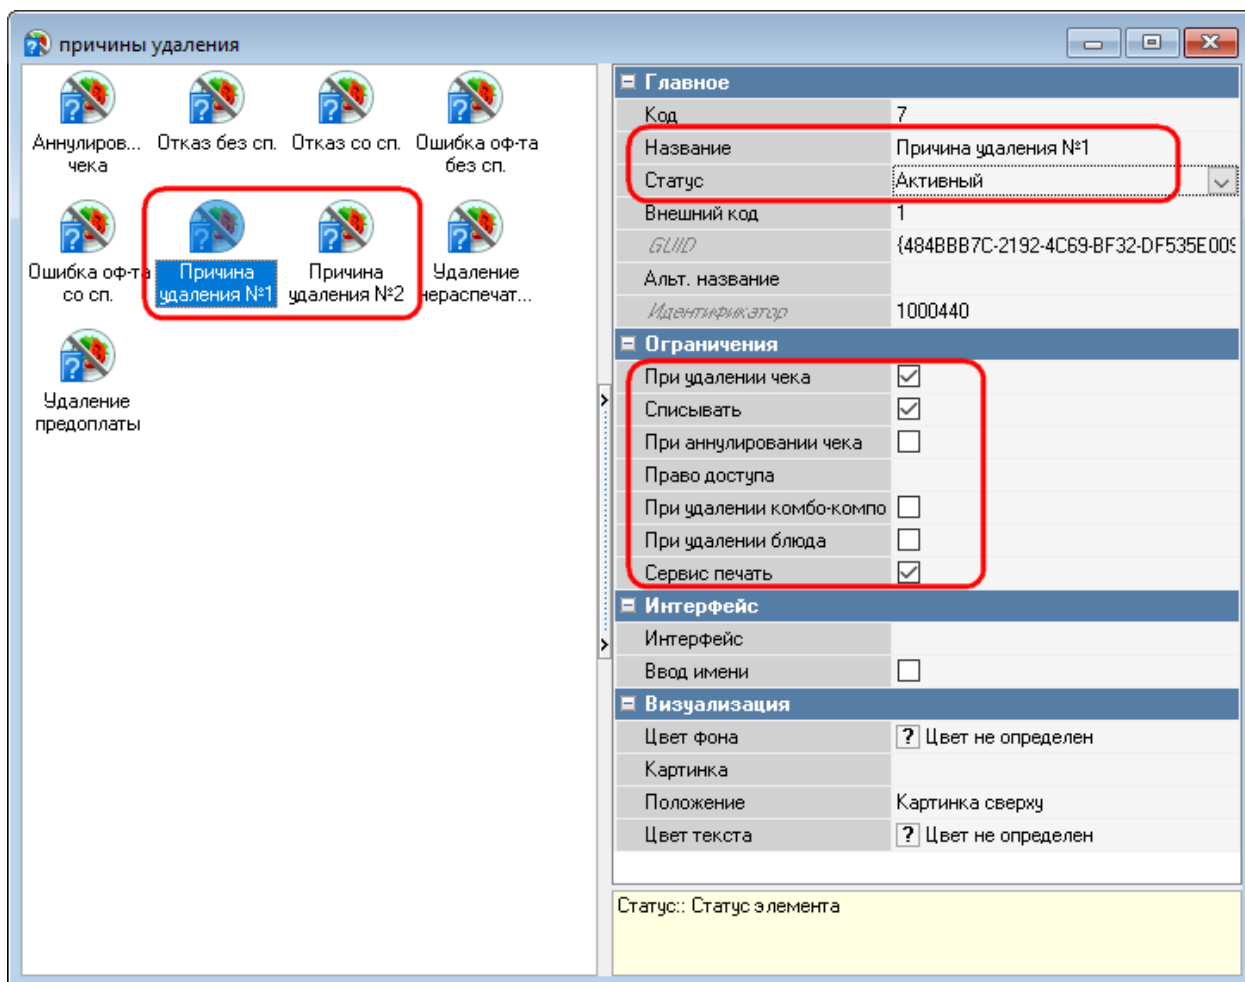 причины удаления
Аннулиров...
чека
Отказ без сп.
Отказ со сп.
Ошибка оф-та
без сп.
Ошибка оф-та
со сп.
Причина
удаления №1
Причина
удаления №2
Удаление
нераспечат...
Удаление
предоплаты
Главное
Код 7
Название Причина удаления №1
Статус Активный
Внешний код 1
GUID {484BBB7C-2192-4C69-BF32-DF535E009
Альт. название
Идентификатор 1000440
Ограничения
При удалении чека
Списывать
При аннулировании чека
Право доступа
При удалении комбо-компо
При удалении блюда
Сервис печать
Интерфейс
Интерфейс
Ввод имени
Визуализация
Цвет фона ? Цвет не определен
Картинка
Положение Картинка сверху
Цвет текста ? Цвет не определен
Статус:: Статус элемента